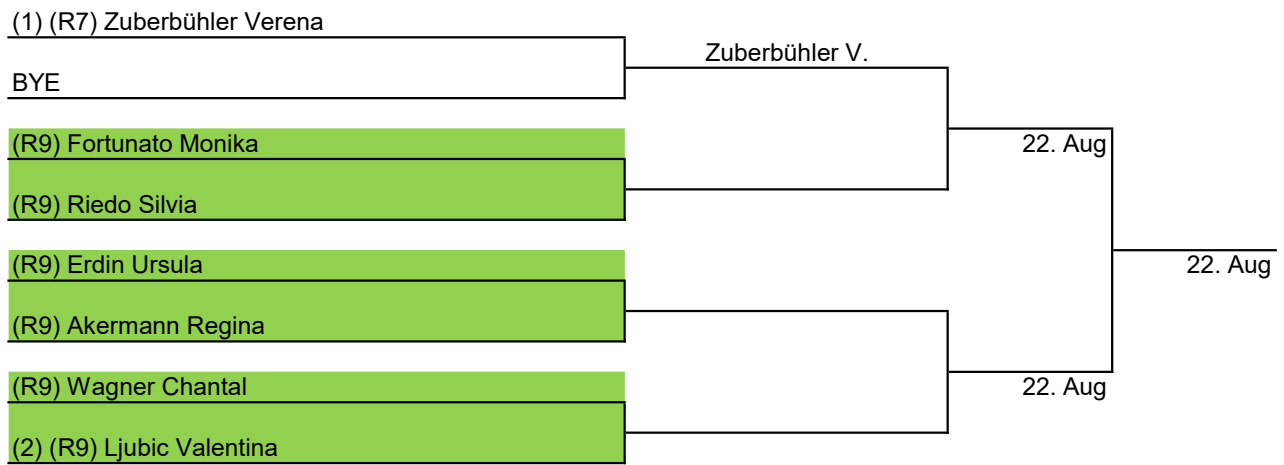 (1) (R7) Zuberbühler Verena
Zuberbühler V.
BYE
(R9) Fortunato Monika
22. Aug
(R9) Riedo Silvia
(R9) Erdin Ursula
22. Aug
(R9) Akermann Regina
(R9) Wagner Chantal
22. Aug
(2) (R9) Ljubic Valentina